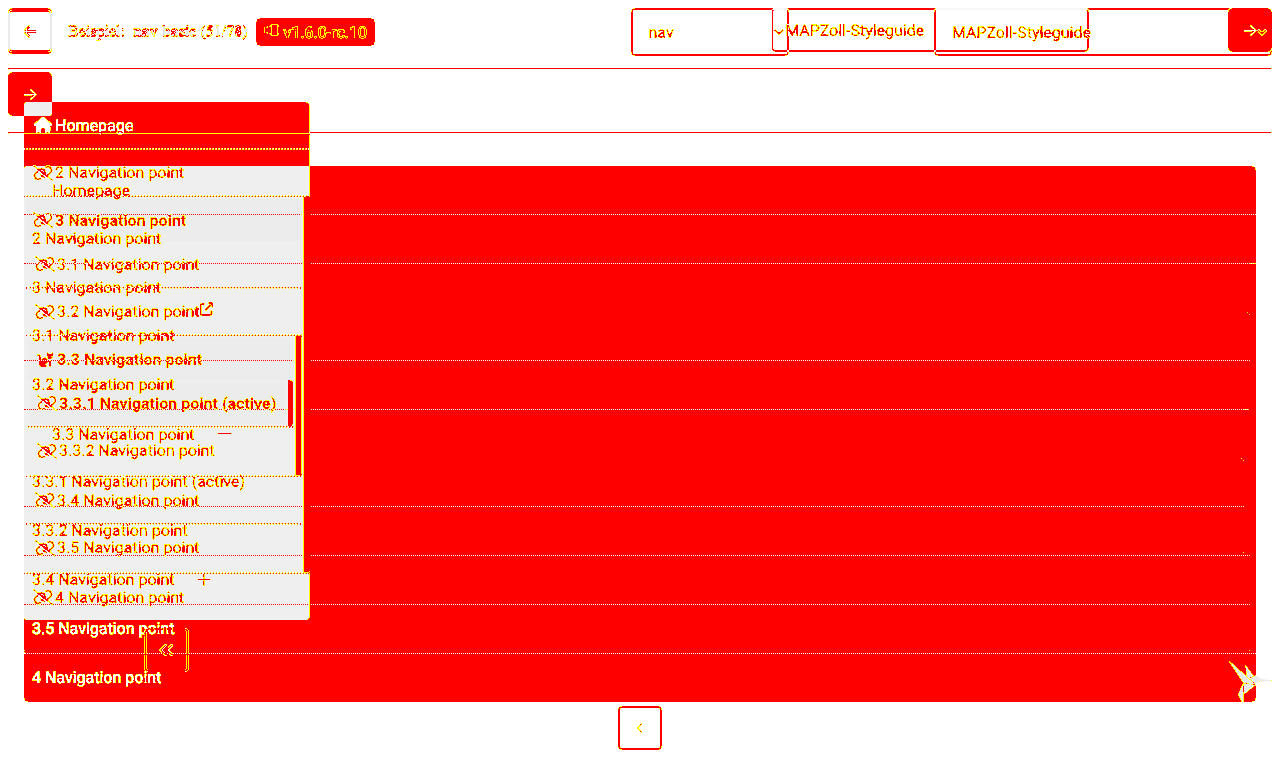 Beispiel: nav basic (51/78) v1.6.0-rc.10 nav MAPZoll-Styleguide MAPZoll-Styleguide
Homepage
2 Navigation point
Homepage
3 Navigation point
2 Navigation point
3.1 Navigation point
3 Navigation point
3.2 Navigation point
3.1 Navigation point
3.3 Navigation point
3.2 Navigation point
3.3.1 Navigation point (active)
3.3 Navigation point
3.3.2 Navigation point
3.3.1 Navigation point (active)
3.4 Navigation point
3.3.2 Navigation point
3.5 Navigation point
3.4 Navigation point
4 Navigation point
3.5 Navigation point
4 Navigation point